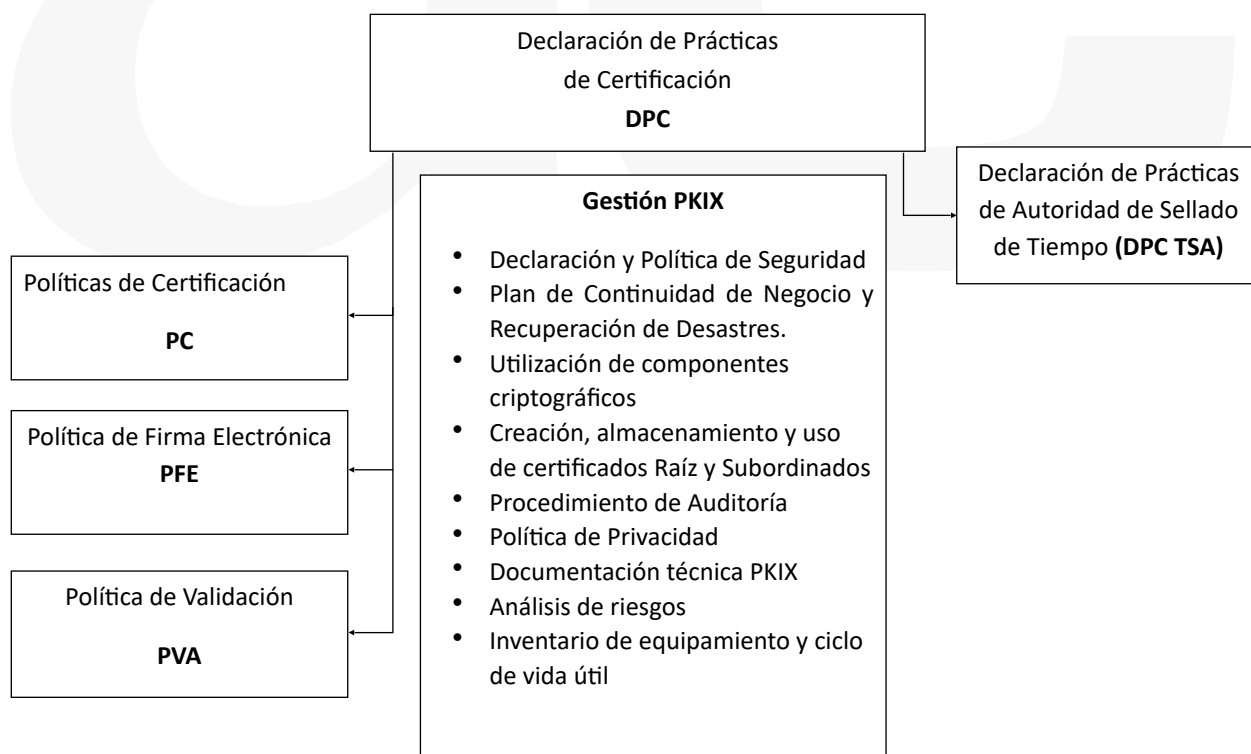 Declaración de Prácticas
de Certificación
DPC
Declaración de Prácticas
de Autoridad de Sellado
de Tiempo (DPC TSA)
Políticas de Certificación
PC
Política de Firma Electrónica
PFE
Política de Validación
PVA
Gestión PKIX
• Declaración y Política de Seguridad
• Plan de Continuidad de Negocio y
Recuperación de Desastres.
• Utilización de componentes
criptográficos
• Creación, almacenamiento y uso
de certificados Raíz y Subordinados
• Procedimiento de Auditoría
• Política de Privacidad
• Documentación técnica PKIX
• Análisis de riesgos
• Inventario de equipamiento y ciclo
de vida útil